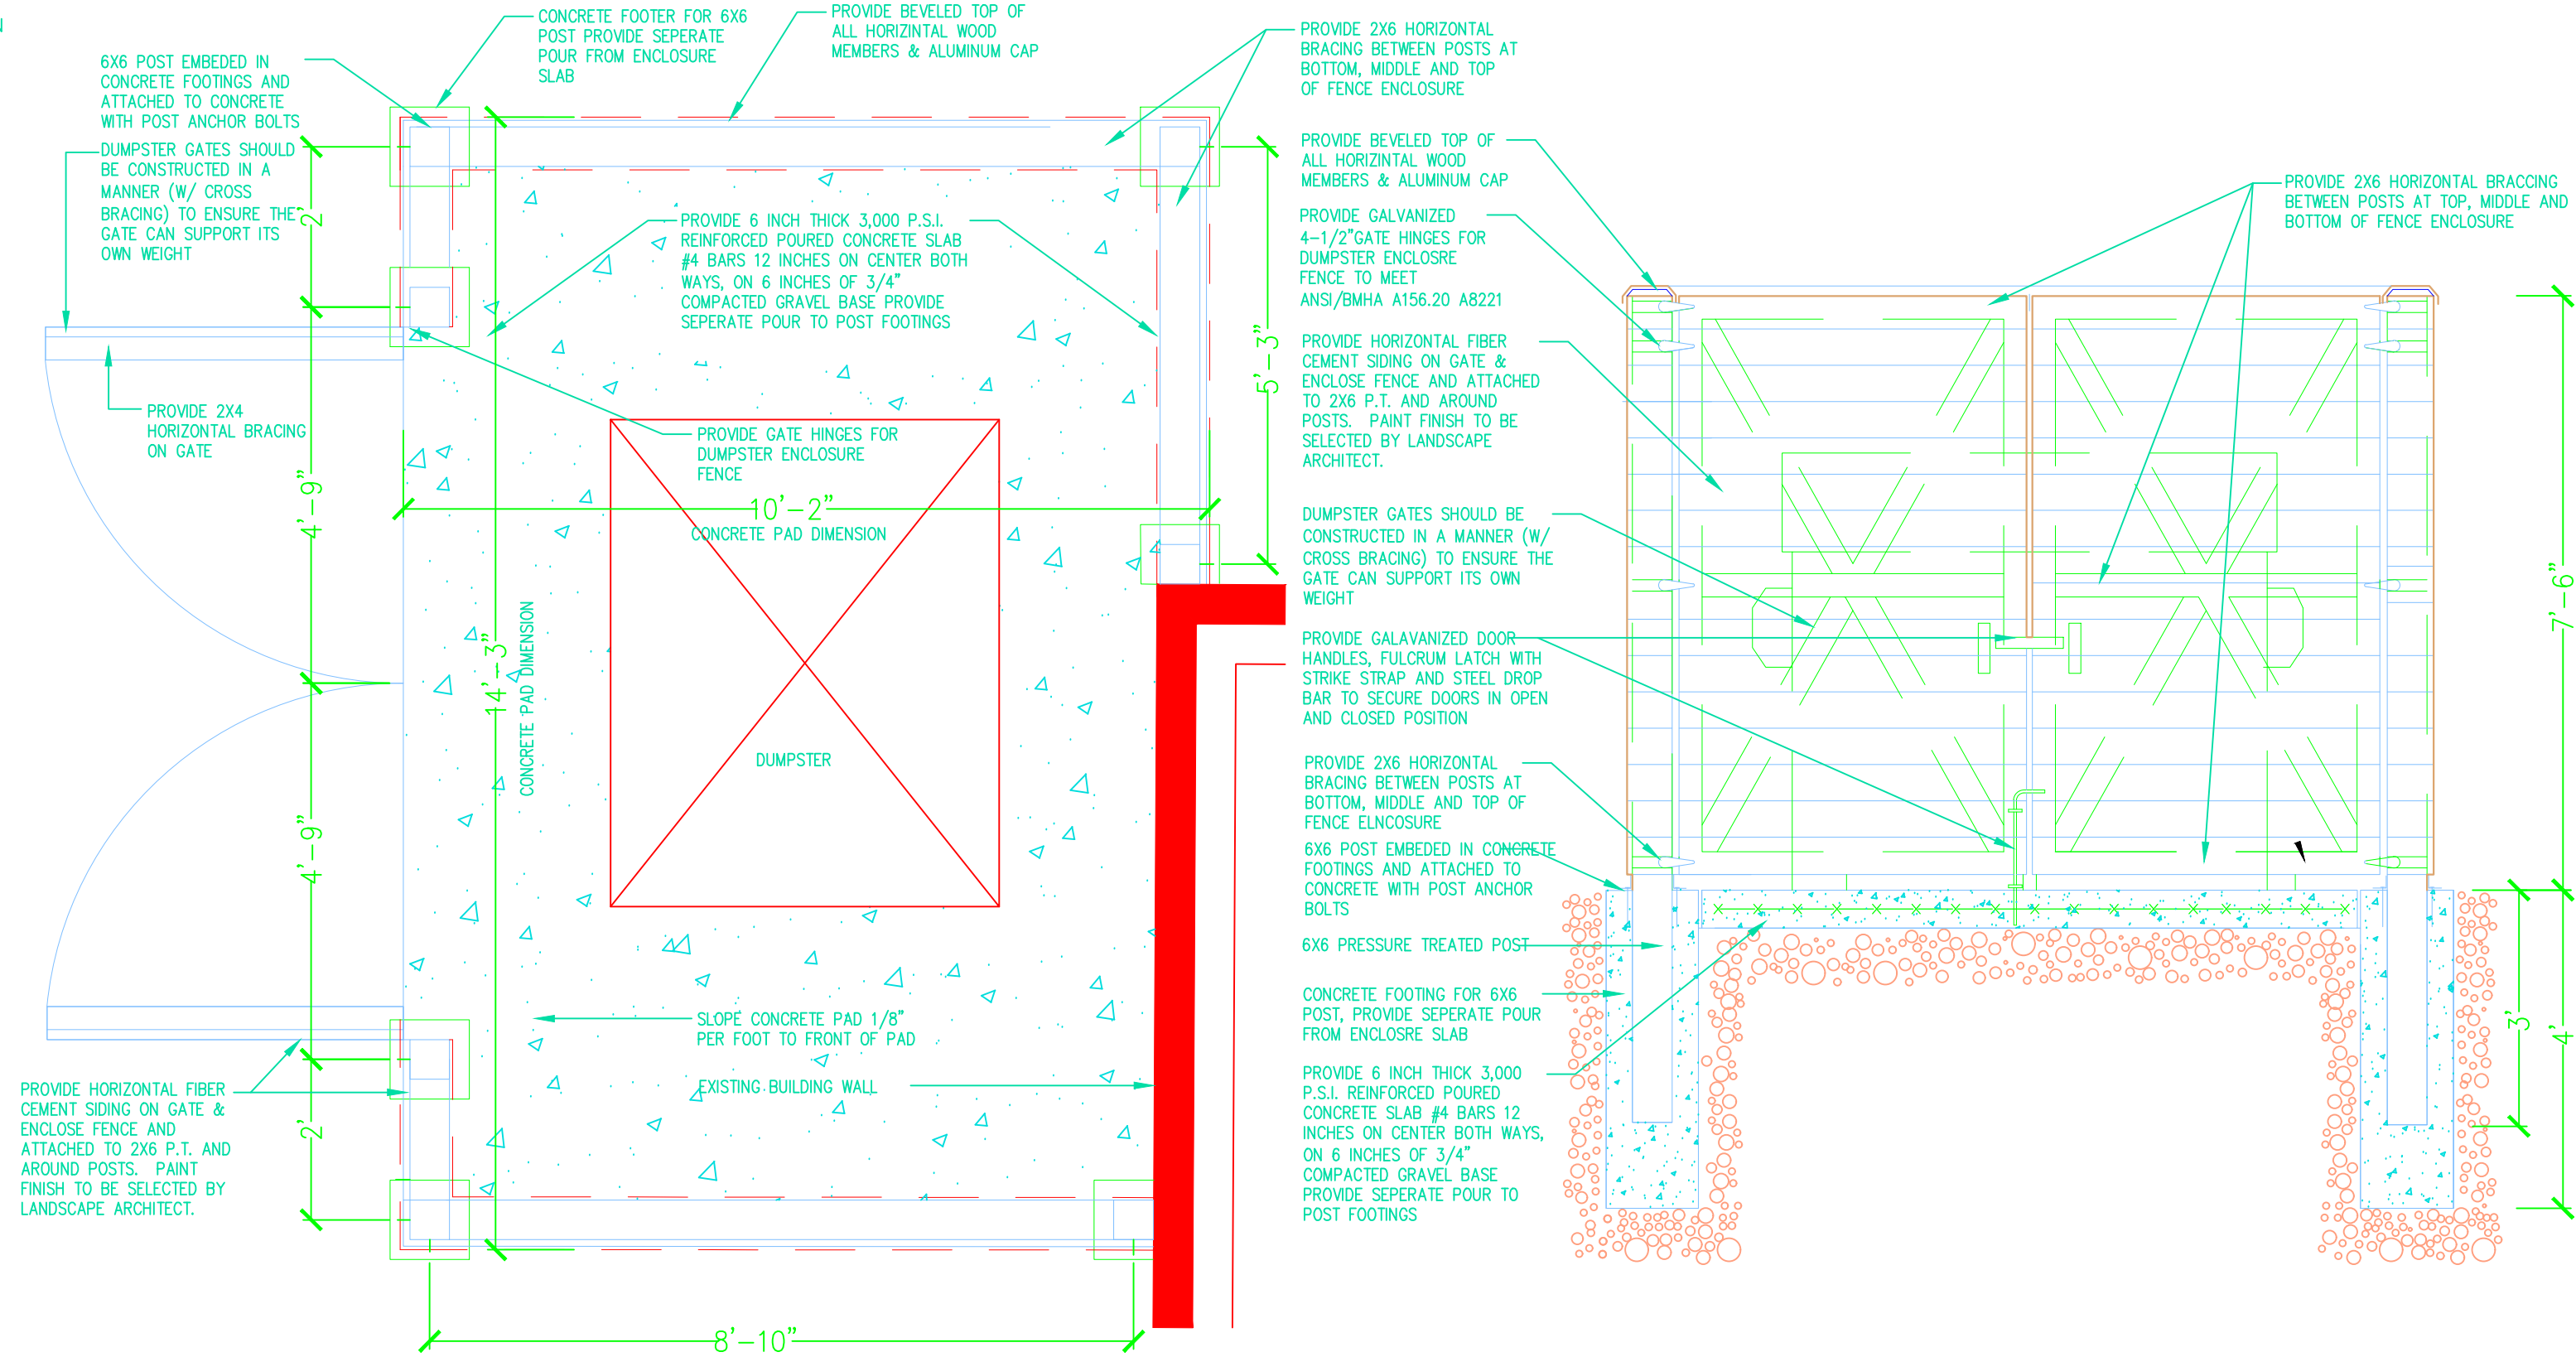 N
CONCRETE FOOTER FOR 6X6
POST PROVIDE SEPERATE
POUR FROM ENCLOSURE
SLAB
PROVIDE BEVELED TOP OF
ALL HORIZINTAL WOOD
MEMBERS & ALUMINUM CAP
6X6 POST EMBEDED IN
CONCRETE FOOTINGS AND
ATTACHED TO CONCRETE
WITH POST ANCHOR BOLTS
DUMPSTER GATES SHOULD
BE CONSTRUCTED IN A
MANNER (W/ CROSS
BRACING) TO ENSURE THE
GATE CAN SUPPORT ITS
OWN WEIGHT
2'
PROVIDE 6 INCH THICK 3,000 P.S.I.
REINFORCED POURED CONCRETE SLAB
#4 BARS 12 INCHES ON CENTER BOTH
WAYS, ON 6 INCHES OF 3/4"
COMPACTED GRAVEL BASE PROVIDE
SEPERATE POUR TO POST FOOTINGS
5'-3"
PROVIDE 2X4
HORIZONTAL BRACING
ON GATE
PROVIDE GATE HINGES FOR
DUMPSTER ENCLOSURE
FENCE
4'-9"
10'-2"
CONCRETE PAD DIMENSION
14'-3"
CONCRETE PAD DIMENSION
DUMPSTER
4'-9"
SLOPE CONCRETE PAD 1/8"
PER FOOT TO FRONT OF PAD
EXISTING BUILDING WALL
2'
PROVIDE HORIZONTAL FIBER
CEMENT SIDING ON GATE &
ENCLOSE FENCE AND
ATTACHED TO 2X6 P.T. AND
AROUND POSTS. PAINT
FINISH TO BE SELECTED BY
LANDSCAPE ARCHITECT.
8'-10"
PROVIDE 2X6 HORIZONTAL
BRACING BETWEEN POSTS AT
BOTTOM, MIDDLE AND TOP
OF FENCE ENCLOSURE
PROVIDE BEVELED TOP OF
ALL HORIZINTAL WOOD
MEMBERS & ALUMINUM CAP
PROVIDE GALVANIZED
4-1/2"GATE HINGES FOR
DUMPSTER ENCLOSRE
FENCE TO MEET
ANSI/BMHA A156.20 A8221
PROVIDE HORIZONTAL FIBER
CEMENT SIDING ON GATE &
ENCLOSE FENCE AND ATTACHED
TO 2X6 P.T. AND AROUND
POSTS. PAINT FINISH TO BE
SELECTED BY LANDSCAPE
ARCHITECT.
DUMPSTER GATES SHOULD BE
CONSTRUCTED IN A MANNER (W/
CROSS BRACING) TO ENSURE THE
GATE CAN SUPPORT ITS OWN
WEIGHT
PROVIDE GALAVANIZED DOOR
HANDLES, FULCRUM LATCH WITH
STRIKE STRAP AND STEEL DROP
BAR TO SECURE DOORS IN OPEN
AND CLOSED POSITION
PROVIDE 2X6 HORIZONTAL
BRACING BETWEEN POSTS AT
BOTTOM, MIDDLE AND TOP OF
FENCE ELNCOSURE
6X6 POST EMBEDED IN CONCRETE
FOOTINGS AND ATTACHED TO
CONCRETE WITH POST ANCHOR
BOLTS
6X6 PRESSURE TREATED POST
CONCRETE FOOTING FOR 6X6
POST, PROVIDE SEPERATE POUR
FROM ENCLOSRE SLAB
PROVIDE 6 INCH THICK 3,000
P.S.I. REINFORCED POURED
CONCRETE SLAB #4 BARS 12
INCHES ON CENTER BOTH WAYS,
ON 6 INCHES OF 3/4"
COMPACTED GRAVEL BASE
PROVIDE SEPERATE POUR TO
POST FOOTINGS
PROVIDE 2X6 HORIZONTAL BRACCING
BETWEEN POSTS AT TOP, MIDDLE AND
BOTTOM OF FENCE ENCLOSURE
7'-6"
3'
4'